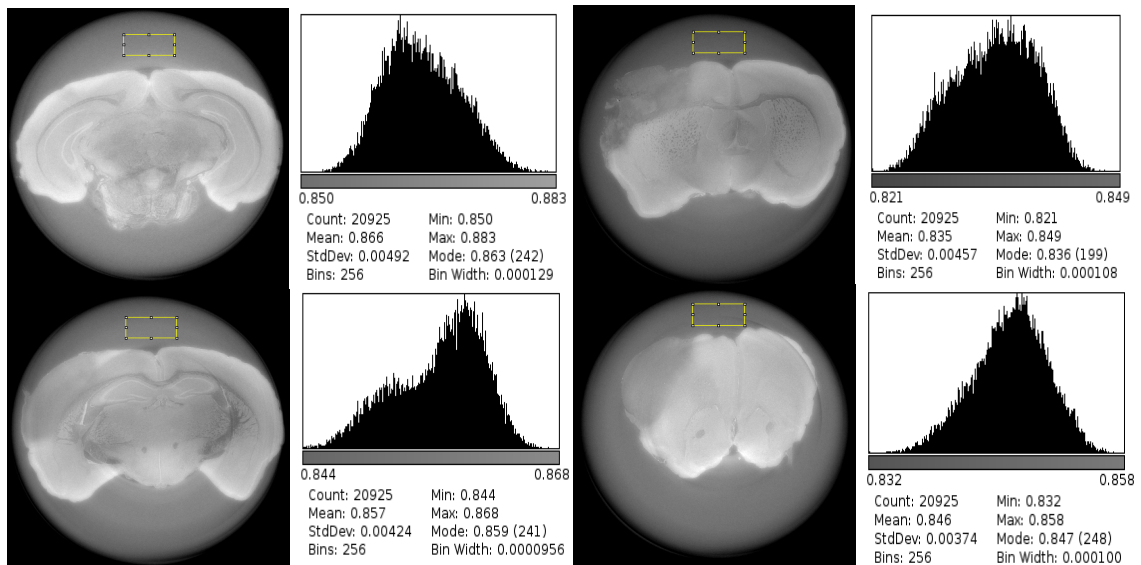 0.850 0.883
Count: 20925 Min: 0.850
Mean: 0.866 Max: 0.883
StdDev: 0.00492 Mode: 0.863 (242)
Bins: 256 Bin Width: 0.000129
0.821 0.849
Count: 20925 Min: 0.821
Mean: 0.835 Max: 0.849
StdDev: 0.00457 Mode: 0.836 (199)
Bins: 256 Bin Width: 0.000108
0.844 0.868
Count: 20925 Min: 0.844
Mean: 0.857 Max: 0.868
StdDev: 0.00424 Mode: 0.859 (241)
Bins: 256 Bin Width: 0.0000956
0.832 0.858
Count: 20925 Min: 0.832
Mean: 0.846 Max: 0.858
StdDev: 0.00374 Mode: 0.847 (248)
Bins: 256 Bin Width: 0.000100